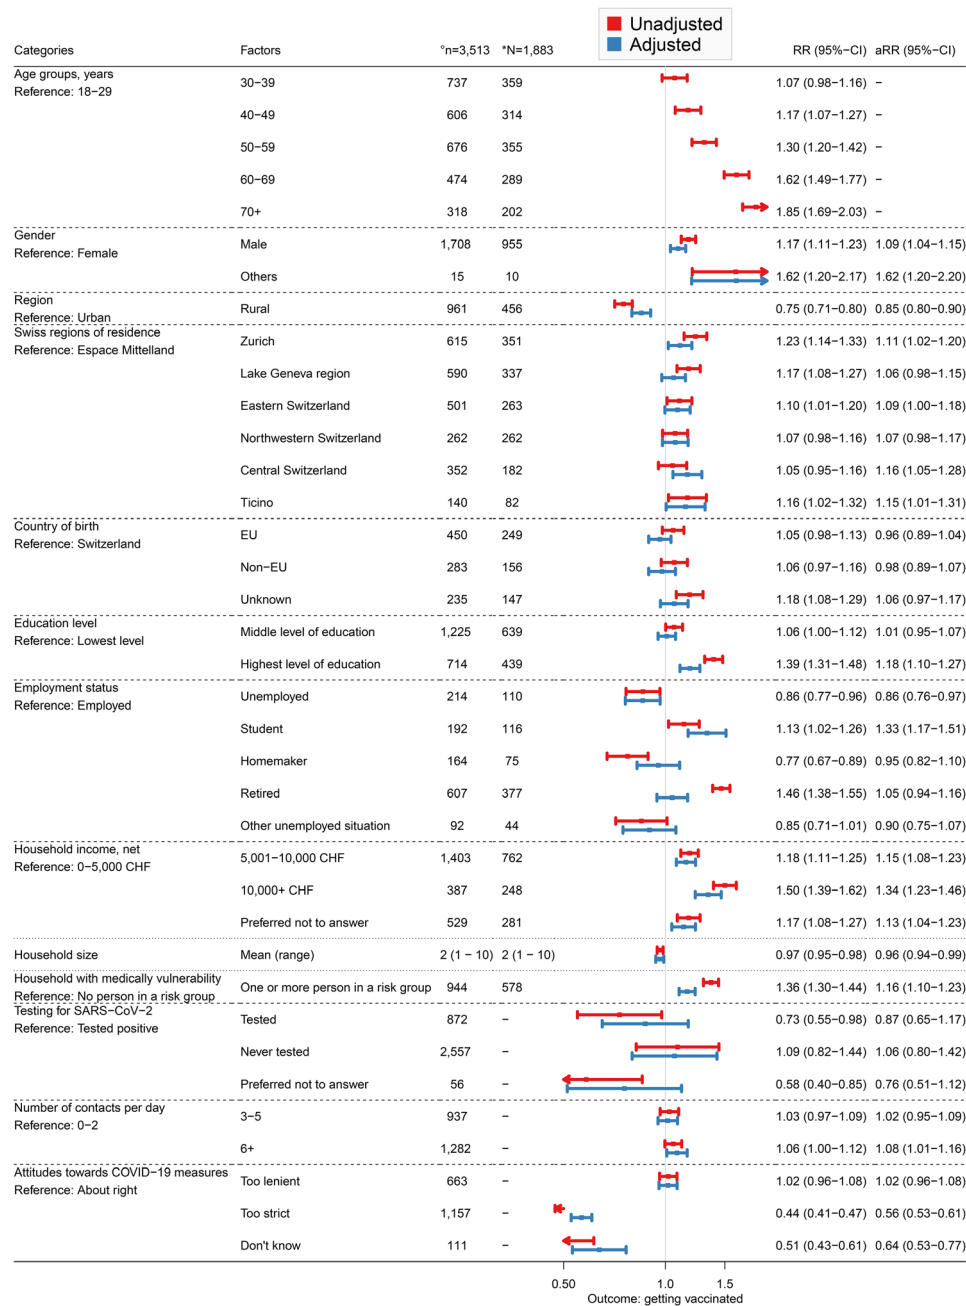 Unadjusted
Adjusted
Categories Factors °n=3,513 *N=1,883 RR (95%−CI) aRR (95%−CI)
Age groups, years
Reference: 18−29
30−39 737 359 1.07 (0.98−1.16) −
40−49 606 314 1.17 (1.07−1.27) −
50−59 676 355 1.30 (1.20−1.42) −
60−69 474 289 1.62 (1.49−1.77) −
70+ 318 202 1.85 (1.69−2.03) −
Gender
Reference: Female
Male 1,708 955 1.17 (1.11−1.23) 1.09 (1.04−1.15)
Others 15 10 1.62 (1.20−2.17) 1.62 (1.20−2.20)
Region
Reference: Urban
Rural 961 456 0.75 (0.71−0.80) 0.85 (0.80−0.90)
Swiss regions of residence
Reference: Espace Mittelland
Zurich 615 351 1.23 (1.14−1.33) 1.11 (1.02−1.20)
Lake Geneva region 590 337 1.17 (1.08−1.27) 1.06 (0.98−1.15)
Eastern Switzerland 501 263 1.10 (1.01−1.20) 1.09 (1.00−1.18)
Northwestern Switzerland 262 262 1.07 (0.98−1.16) 1.07 (0.98−1.17)
Central Switzerland 352 182 1.05 (0.95−1.16) 1.16 (1.05−1.28)
Ticino 140 82 1.16 (1.02−1.32) 1.15 (1.01−1.31)
Country of birth
Reference: Switzerland
EU 450 249 1.05 (0.98−1.13) 0.96 (0.89−1.04)
Non−EU 283 156 1.06 (0.97−1.16) 0.98 (0.89−1.07)
Unknown 235 147 1.18 (1.08−1.29) 1.06 (0.97−1.17)
Education level
Reference: Lowest level
Middle level of education 1,225 639 1.06 (1.00−1.12) 1.01 (0.95−1.07)
Highest level of education 714 439 1.39 (1.31−1.48) 1.18 (1.10−1.27)
Employment status
Reference: Employed
Unemployed 214 110 0.86 (0.77−0.96) 0.86 (0.76−0.97)
Student 192 116 1.13 (1.02−1.26) 1.33 (1.17−1.51)
Homemaker 164 75 0.77 (0.67−0.89) 0.95 (0.82−1.10)
Retired 607 377 1.46 (1.38−1.55) 1.05 (0.94−1.16)
Other unemployed situation 92 44 0.85 (0.71−1.01) 0.90 (0.75−1.07)
Household income, net
Reference: 0−5,000 CHF
5,001−10,000 CHF 1,403 762 1.18 (1.11−1.25) 1.15 (1.08−1.23)
10,000+ CHF 387 248 1.50 (1.39−1.62) 1.34 (1.23−1.46)
Preferred not to answer 529 281 1.17 (1.08−1.27) 1.13 (1.04−1.23)
Household size Mean (range) 2 (1 − 10) 2 (1 − 10) 0.97 (0.95−0.98) 0.96 (0.94−0.99)
Household with medically vulnerability
Reference: No person in a risk group
One or more person in a risk group 944 578 1.36 (1.30−1.44) 1.16 (1.10−1.23)
Testing for SARS−CoV−2
Reference: Tested positive
Tested 872 − 0.73 (0.55−0.98) 0.87 (0.65−1.17)
Never tested 2,557 − 1.09 (0.82−1.44) 1.06 (0.80−1.42)
Preferred not to answer 56 − 0.58 (0.40−0.85) 0.76 (0.51−1.12)
Number of contacts per day
Reference: 0−2
3−5 937 − 1.03 (0.97−1.09) 1.02 (0.95−1.09)
6+ 1,282 − 1.06 (1.00−1.12) 1.08 (1.01−1.16)
Attitudes towards COVID−19 measures
Reference: About right
Too lenient 663 − 1.02 (0.96−1.08) 1.02 (0.96−1.08)
Too strict 1,157 − 0.44 (0.41−0.47) 0.56 (0.53−0.61)
Don't know 111 − 0.51 (0.43−0.61) 0.64 (0.53−0.77)
0.50 1.0 1.5
Outcome: getting vaccinated